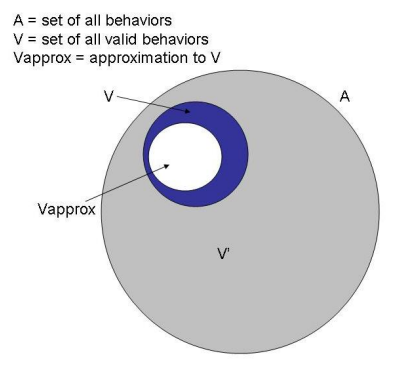 A = set of all behaviors
V = set of all valid behaviors
Vapprox = approximation to V
V
A
Vapprox
V'